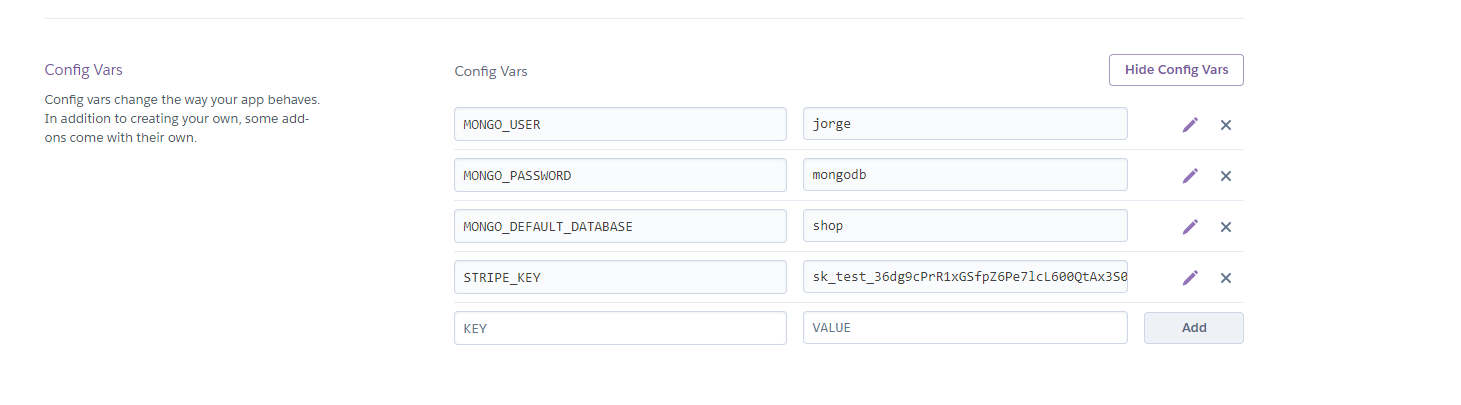 Config Vars
Config vars change the way your app behaves.
In addition to creating your own, some add-
ons come with their own.
Config Vars
Hide Config Vars
MONGO_USER jorge
MONGO_PASSWORD mongodb
MONGO_DEFAULT_DATABASE shop
STRIPE_KEY sk_test_36dg9cPrR1xGSfpZ6Pe7lcL600QtAx3S0
KEY VALUE Add